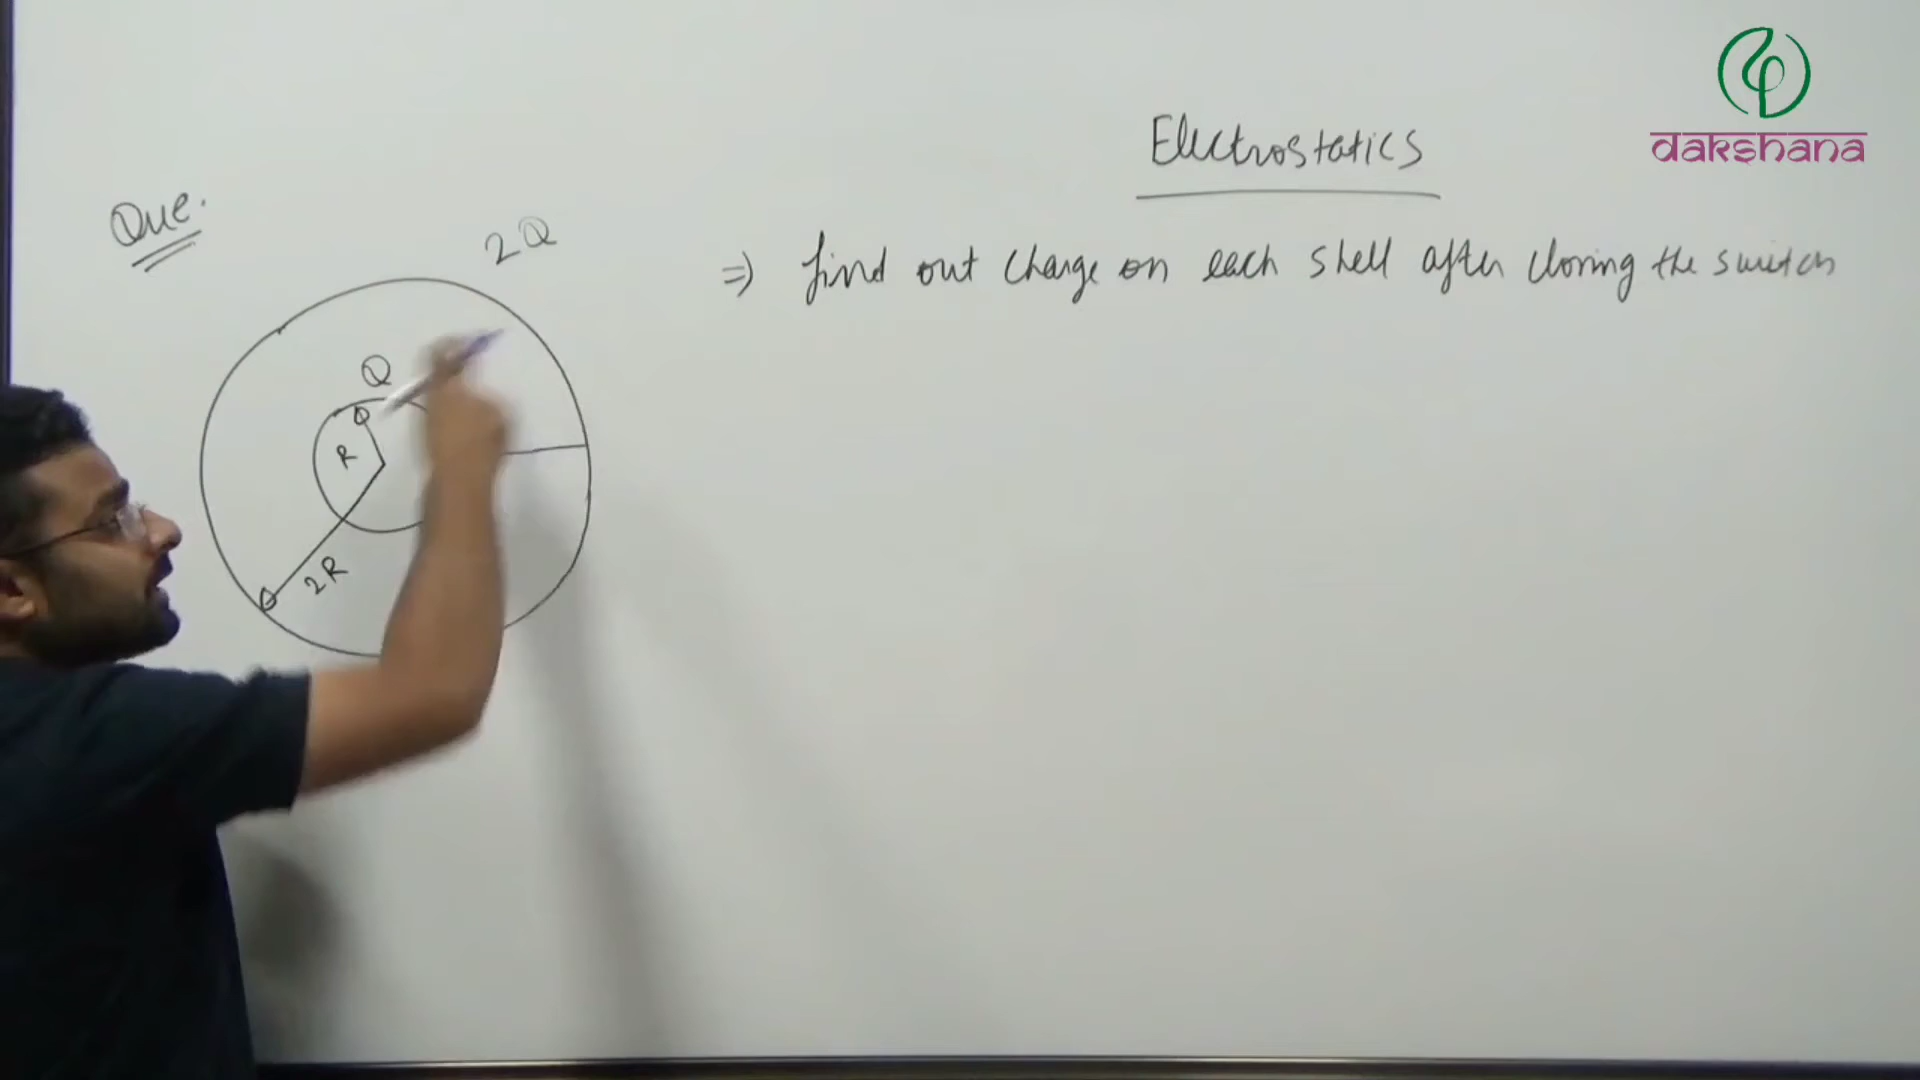 dakshana
Electrostatics
Que.
2Q
⇒ find out charge on each shell after closing the switch
Q
R
2R